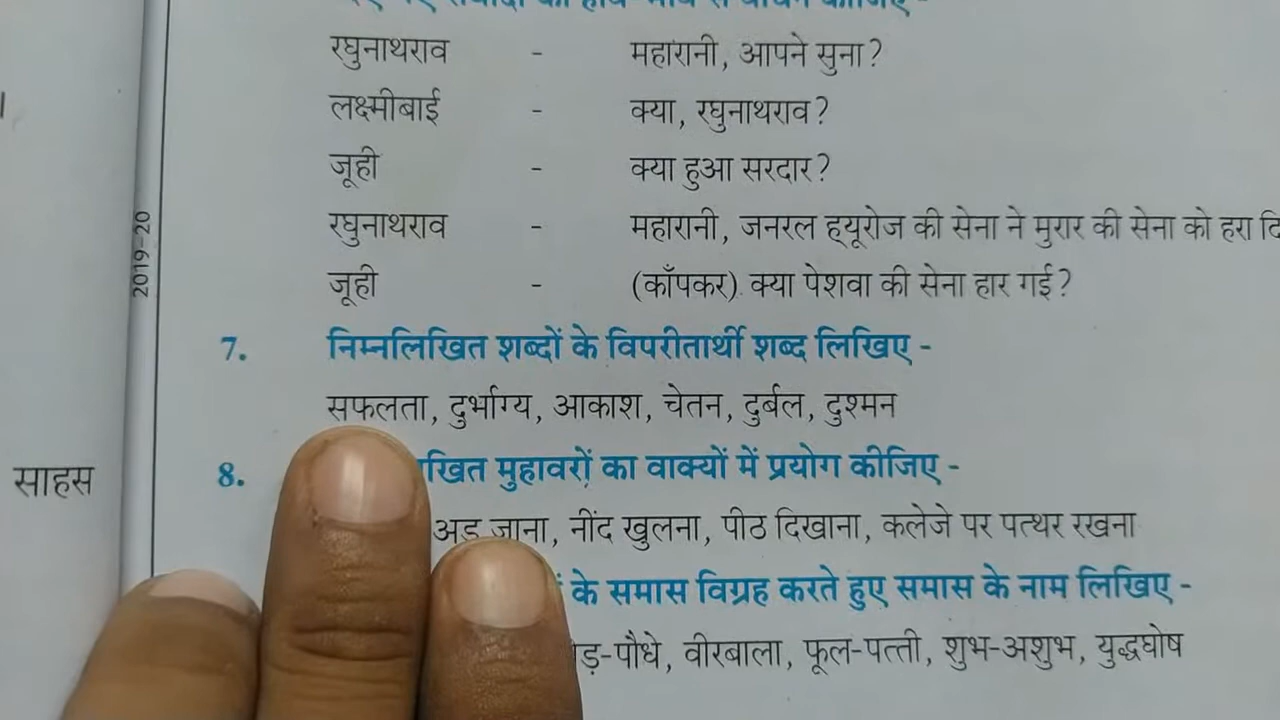 रघुनाथराव - महारानी, आपने सुना?
लक्ष्मीबाई - क्या, रघुनाथराव?
जूही - क्या हुआ सरदार?
रघुनाथराव - महारानी, जनरल ह्यूरोज की सेना ने मुरार की सेना को हरा
जूही - (काँपकर) क्या पेशवा की सेना हार गई?
7. निम्नलिखित शब्दों के विपरीतार्थी शब्द लिखिए -
सफलता, दुर्भाग्य, आकाश, चेतन, दुर्बल, दुश्मन
8. मुहावरों का वाक्यों में प्रयोग कीजिए -
अड़ जाना, नींद खुलना, पीठ दिखाना, कलेजे पर पत्थर रखना
के समास विग्रह करते हुए समास के नाम लिखिए -
पौधे, वीरबाला, फूल-पत्ती, शुभ-अशुभ, युद्धघोष
साहस
2019-20